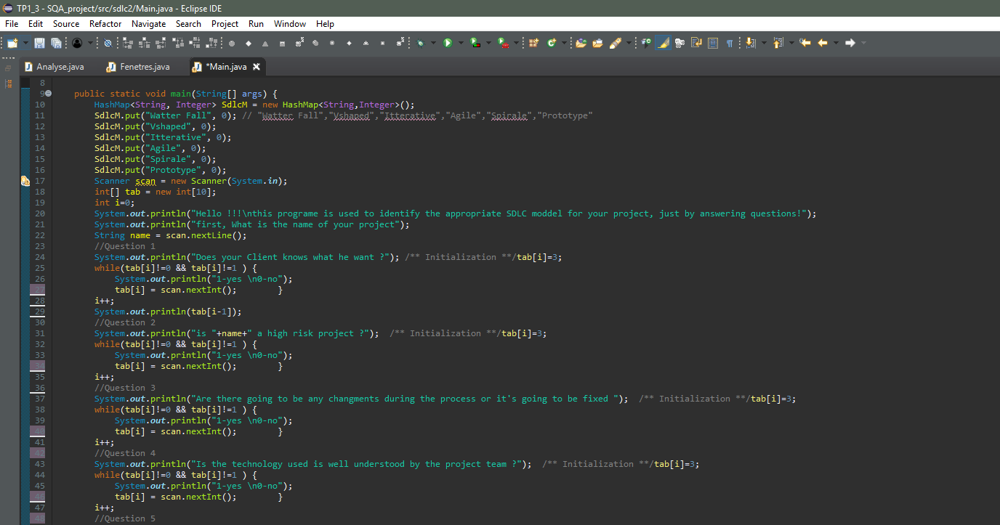 TP1_3 - SQA_project/src/sdlc2/Main.java - Eclipse IDE
File Edit Source Refactor Navigate Search Project Run Window Help
Analyse.java Fenetres.java *Main.java
8
9 public static void main(String[] args) {
10 HashMap<String, Integer> SdlcM = new HashMap<String,Integer>();
11 SdlcM.put("Watter Fall", 0); // "Watter Fall","Vshaped","Itterative","Agile","Spirale","Prototype"
12 SdlcM.put("Vshaped", 0);
13 SdlcM.put("Itterative", 0);
14 SdlcM.put("Agile", 0);
15 SdlcM.put("Spirale", 0);
16 SdlcM.put("Prototype", 0);
17 Scanner scan = new Scanner(System.in);
18 int[] tab = new int[10];
19 int i=0;
20 System.out.println("Hello !!!\nthis programe is used to identify the appropriate SDLC moddel for your project, just by answering questions!");
21 System.out.println("first, What is the name of your project");
22 String name = scan.nextLine();
23 //Question 1
24 System.out.println("Does your Client knows what he want ?"); /** Initialization **/tab[i]=3;
25 while(tab[i]!=0 && tab[i]!=1 ) {
26 System.out.println("1-yes \n0-no");
27 tab[i] = scan.nextInt(); }
28 i++;
29 System.out.println(tab[i-1]);
30 //Question 2
31 System.out.println("is "+name+" a high risk project ?"); /** Initialization **/tab[i]=3;
32 while(tab[i]!=0 && tab[i]!=1 ) {
33 System.out.println("1-yes \n0-no");
34 tab[i] = scan.nextInt(); }
35 i++;
36 //Question 3
37 System.out.println("Are there going to be any changments during the process or it's going to be fixed "); /** Initialization **/tab[i]=3;
38 while(tab[i]!=0 && tab[i]!=1 ) {
39 System.out.println("1-yes \n0-no");
40 tab[i] = scan.nextInt(); }
41 i++;
42 //Question 4
43 System.out.println("Is the technology used is well understood by the project team ?"); /** Initialization **/tab[i]=3;
44 while(tab[i]!=0 && tab[i]!=1 ) {
45 System.out.println("1-yes \n0-no");
46 tab[i] = scan.nextInt(); }
47 i++;
48 //Question 5